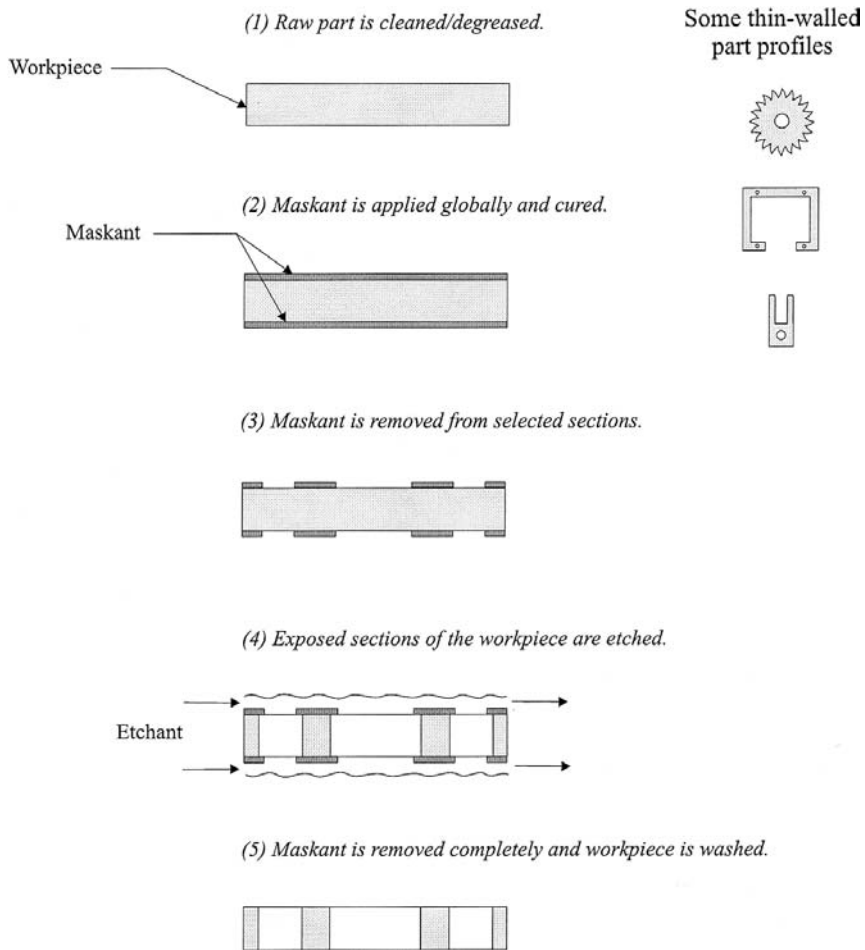 (1) Raw part is cleaned/degreased.
Some thin-walled
part profiles
Workpiece
(2) Maskant is applied globally and cured.
Maskant
(3) Maskant is removed from selected sections.
(4) Exposed sections of the workpiece are etched.
Etchant
(5) Maskant is removed completely and workpiece is washed.